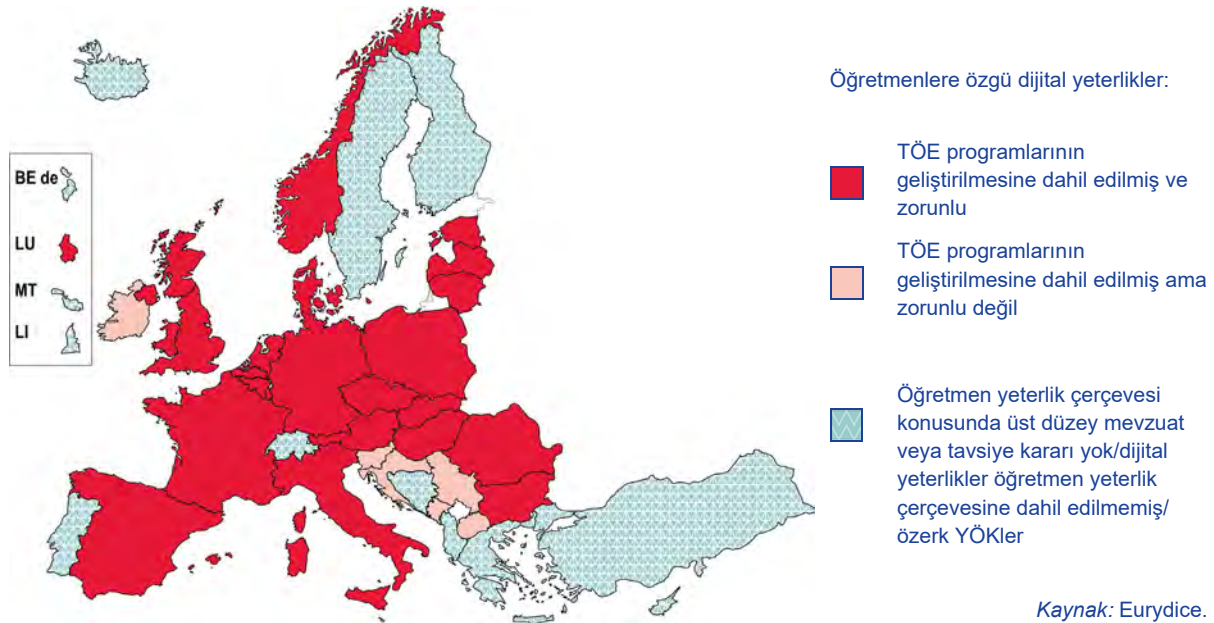 BE de
LU
MT
LI
Öğretmenlere özgü dijital yeterlikler:
TÖE programlarının
geliştirilmesine dahil edilmiş ve
zorunlu
TÖE programlarının
geliştirilmesine dahil edilmiş ama
zorunlu değil
Öğretmen yeterlik çerçevesi
konusunda üst düzey mevzuat
veya tavsiye kararı yok/dijital
yeterlikler öğretmen yeterlik
çerçevesine dahil edilmemiş/
özerk YÖKler
Kaynak: Eurydice.